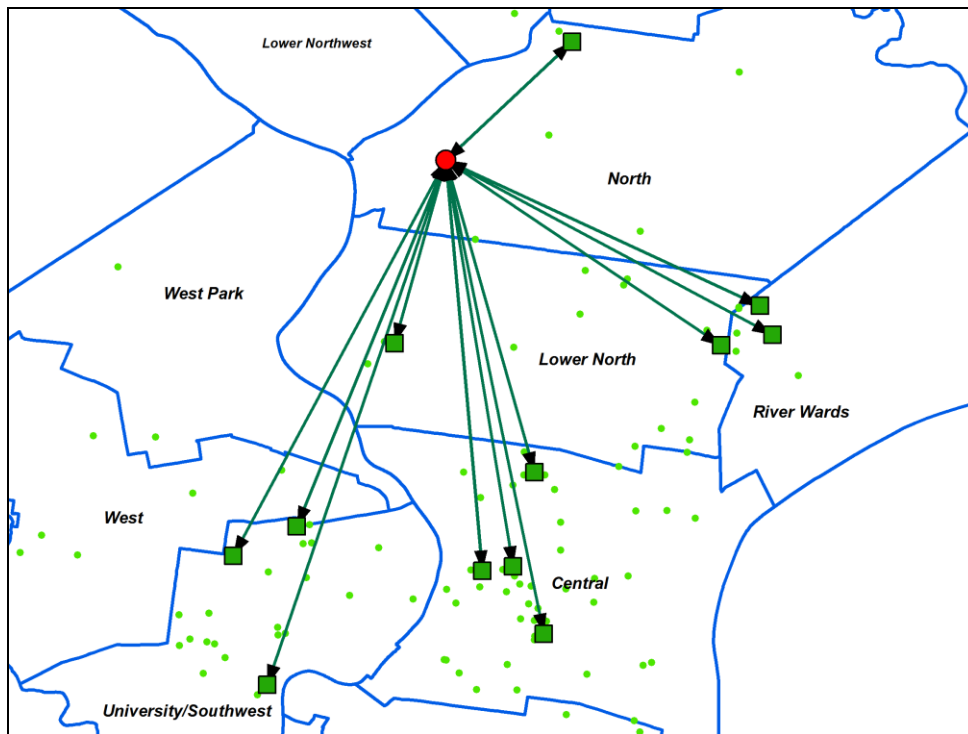 Lower Northwest
North
West Park
Lower North
River Wards
West
Central
University/Southwest